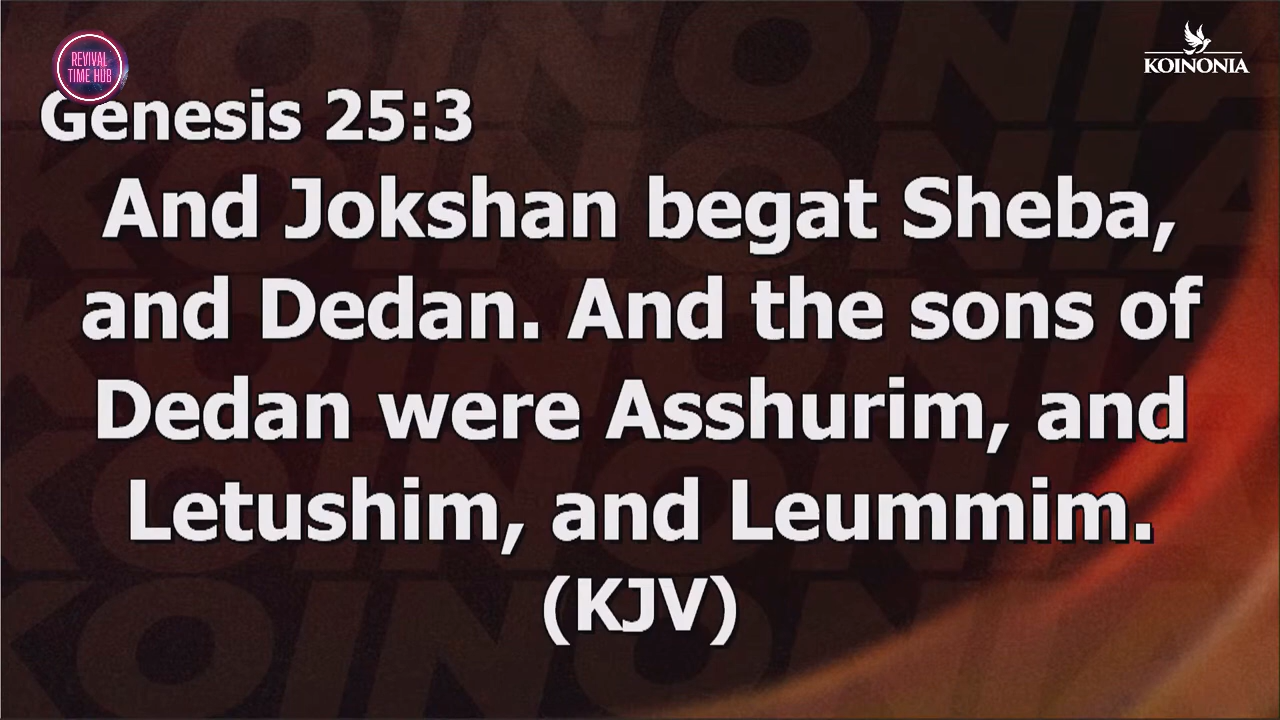 REVIVAL
TIME HUB
KOINONIA
Genesis 25:3
And Jokshan begat Sheba,
and Dedan. And the sons of
Dedan were Asshurim, and
Letushim, and Leummim.
(KJV)